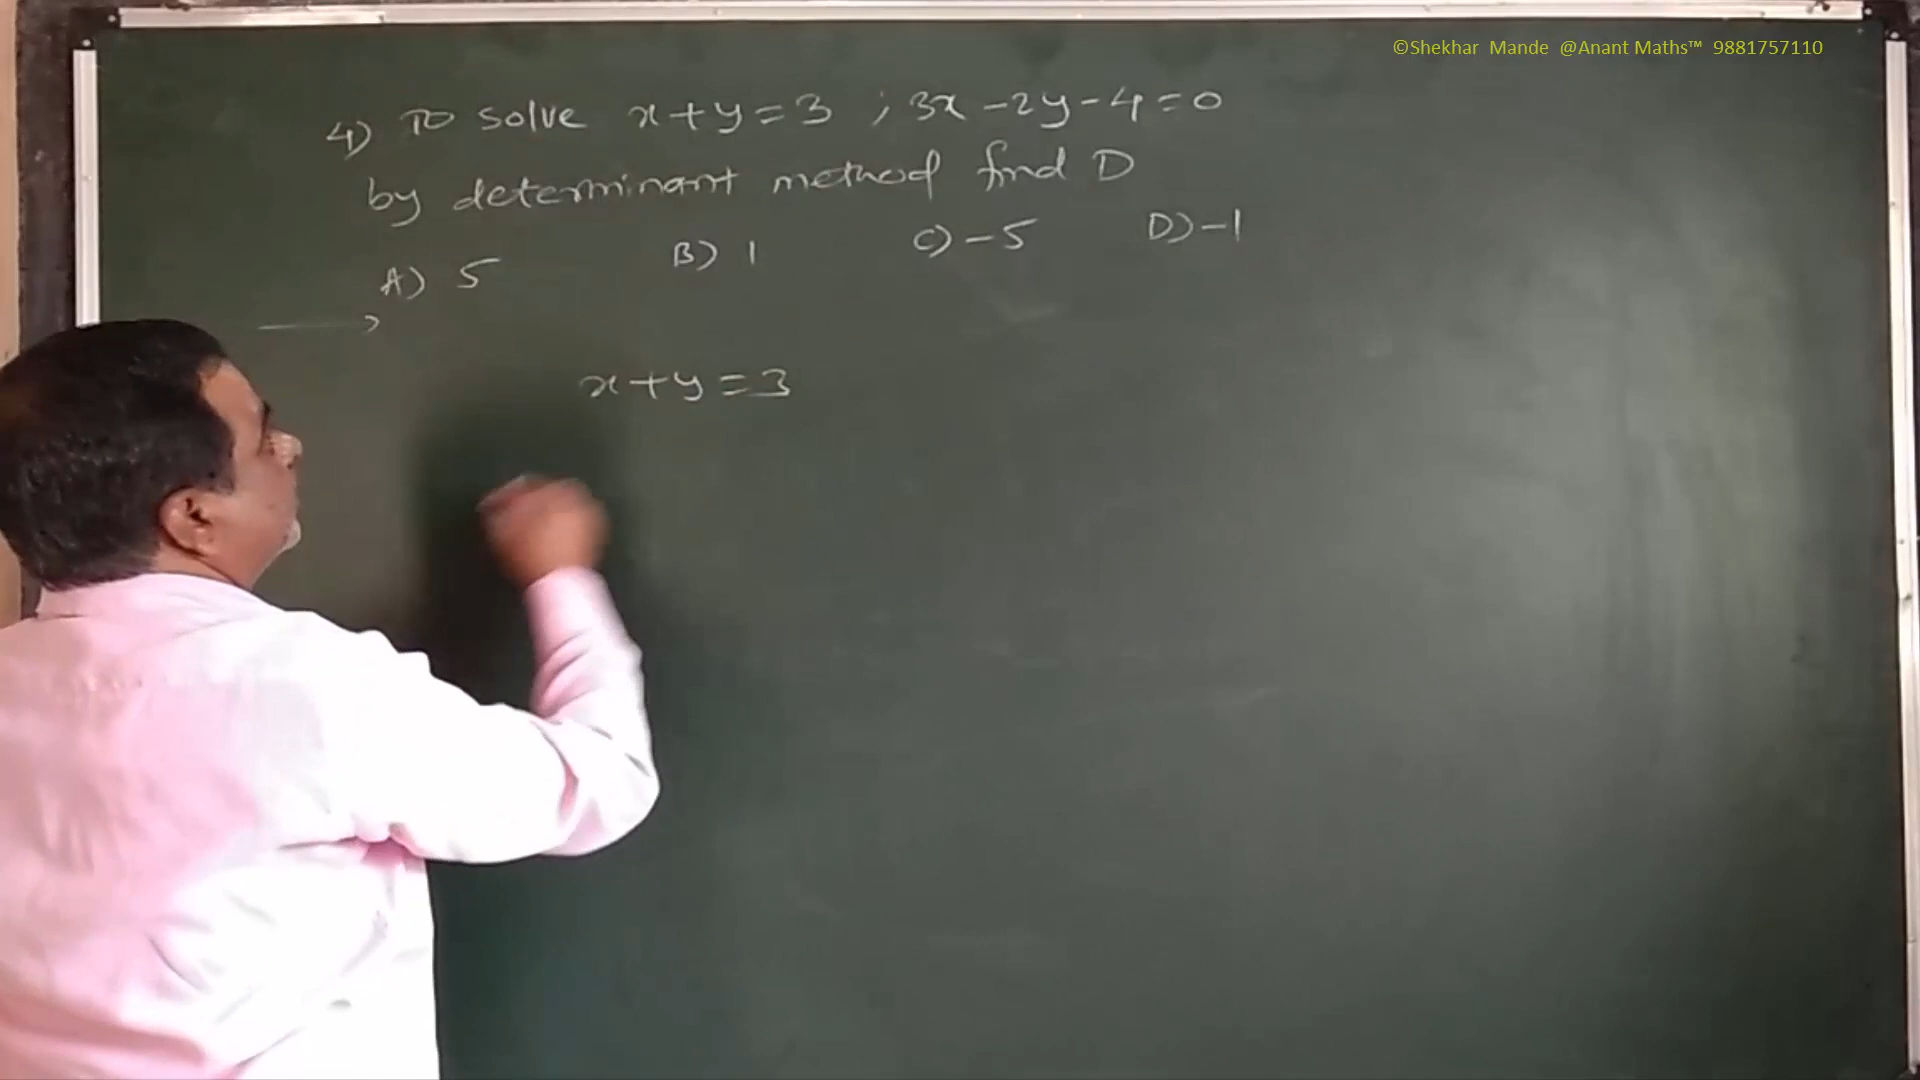 ©Shekhar Mande @Anant Maths™ 9881757110
4) To solve x+y=3 ; 3x-2y-4=0
by determinant method find D
A) 5 B) 1 C) -5 D) -1
→
x+y=3